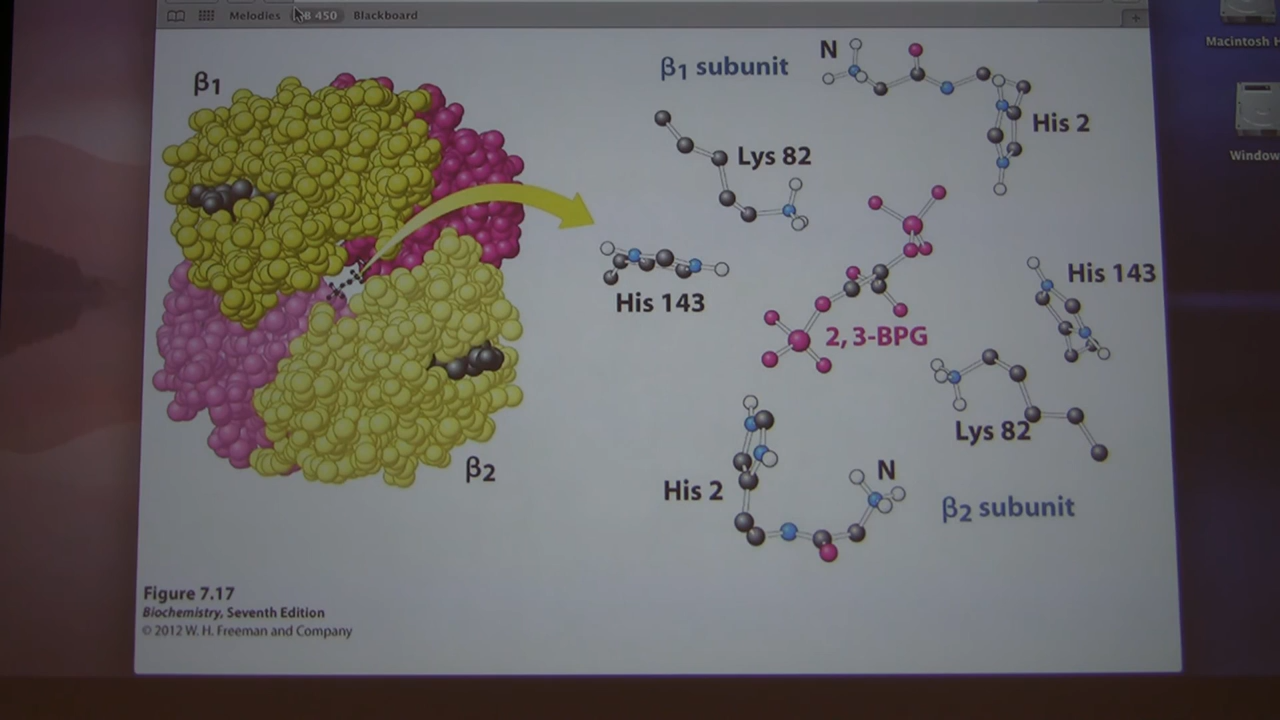 Melodies
BB 450
Blackboard
Macintosh H
Window
β1
β1 subunit
N
His 2
Lys 82
His 143
His 143
2, 3-BPG
Lys 82
His 2
N
β2
β2 subunit
Figure 7.17
Biochemistry, Seventh Edition
© 2012 W. H. Freeman and Company